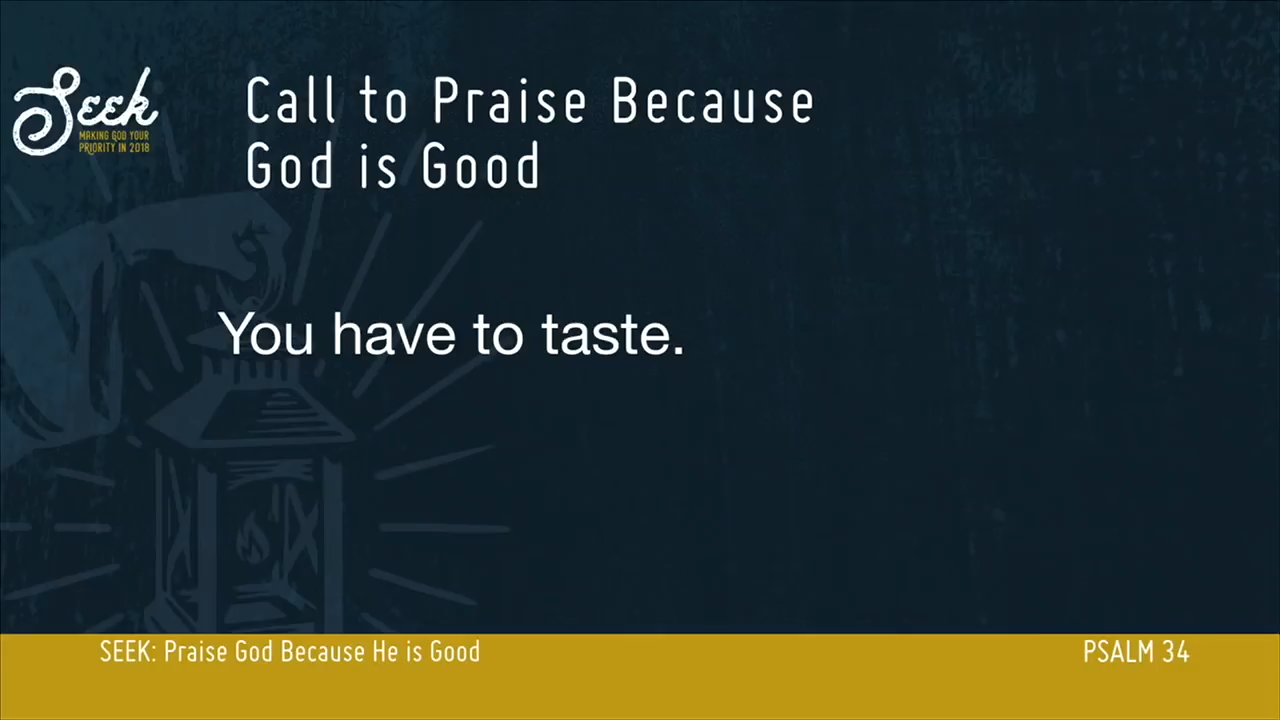 Seek
MAKING GOD YOUR
PRIORITY IN 2018
Call to Praise Because
God is Good
You have to taste.
SEEK: Praise God Because He is Good
PSALM 34